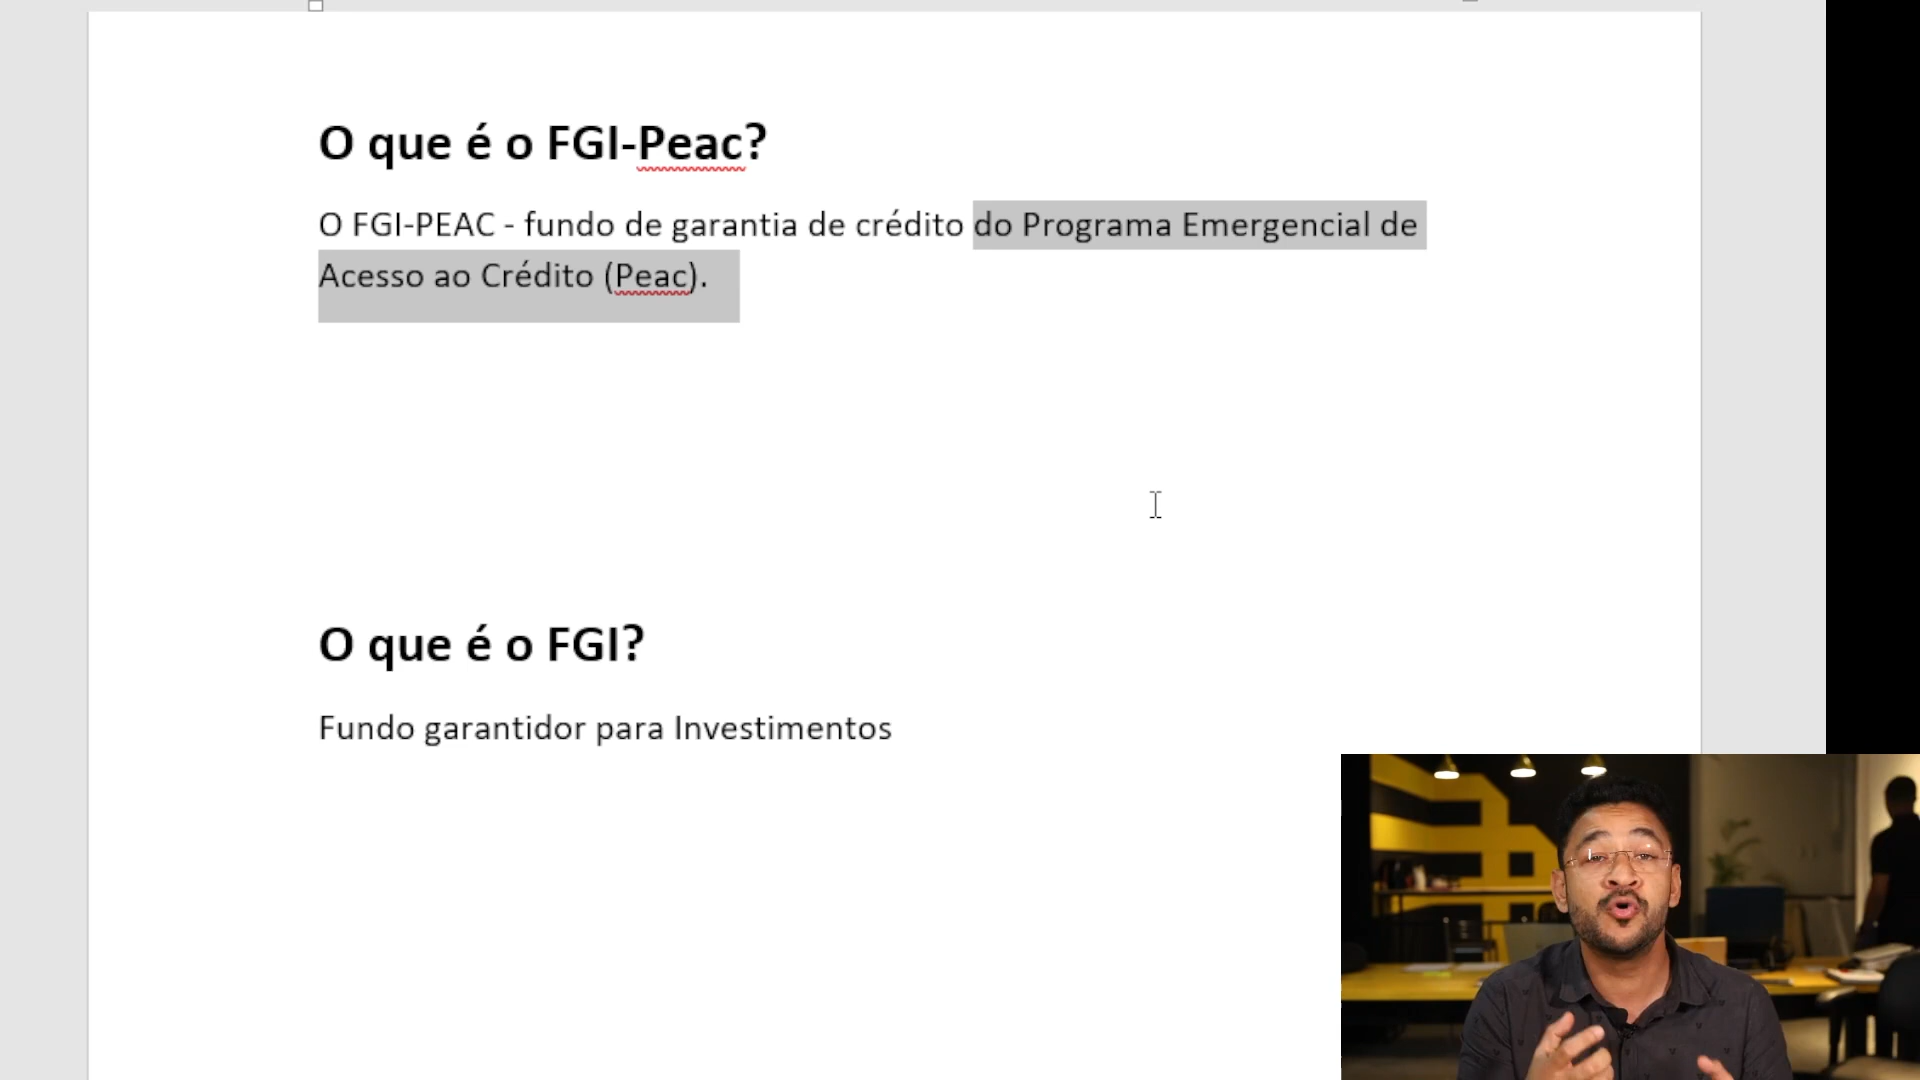 O que é o FGI-Peac?
O FGI-PEAC - fundo de garantia de crédito do Programa Emergencial de
Acesso ao Crédito (Peac).
O que é o FGI?
Fundo garantidor para Investimentos